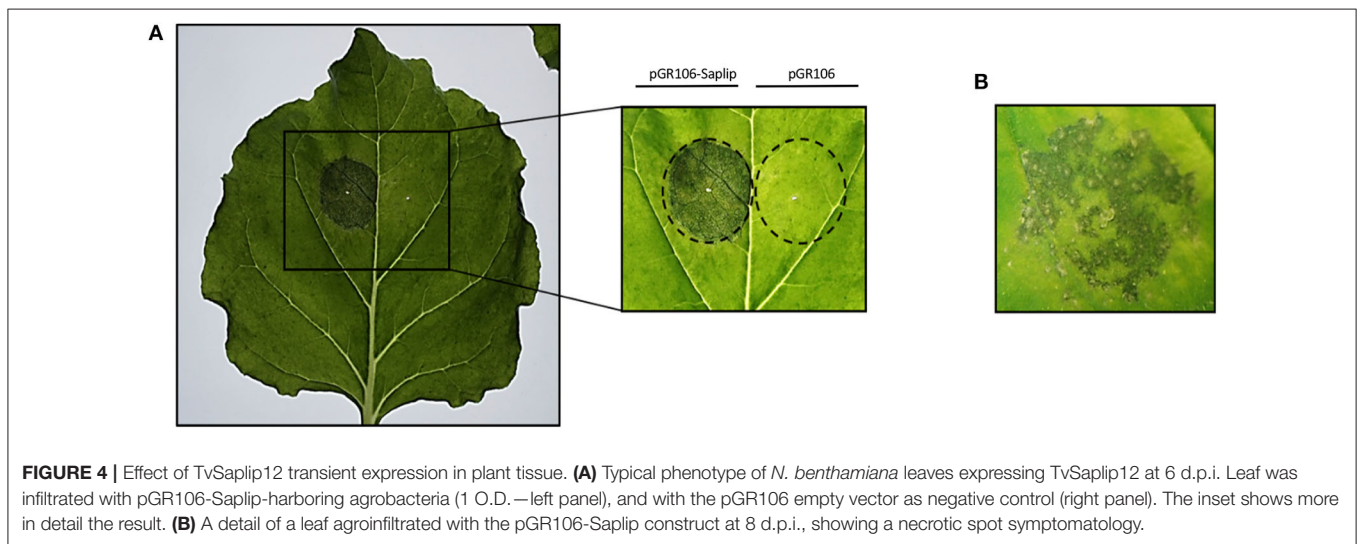 A
pGR106-Saplip pGR106
B
FIGURE 4 | Effect of TvSaplip12 transient expression in plant tissue. (A) Typical phenotype of N. benthamiana leaves expressing TvSaplip12 at 6 d.p.i. Leaf was
infiltrated with pGR106-Saplip-harboring agrobacteria (1 O.D.—left panel), and with the pGR106 empty vector as negative control (right panel). The inset shows more
in detail the result. (B) A detail of a leaf agroinfiltrated with the pGR106-Saplip construct at 8 d.p.i., showing a necrotic spot symptomatology.